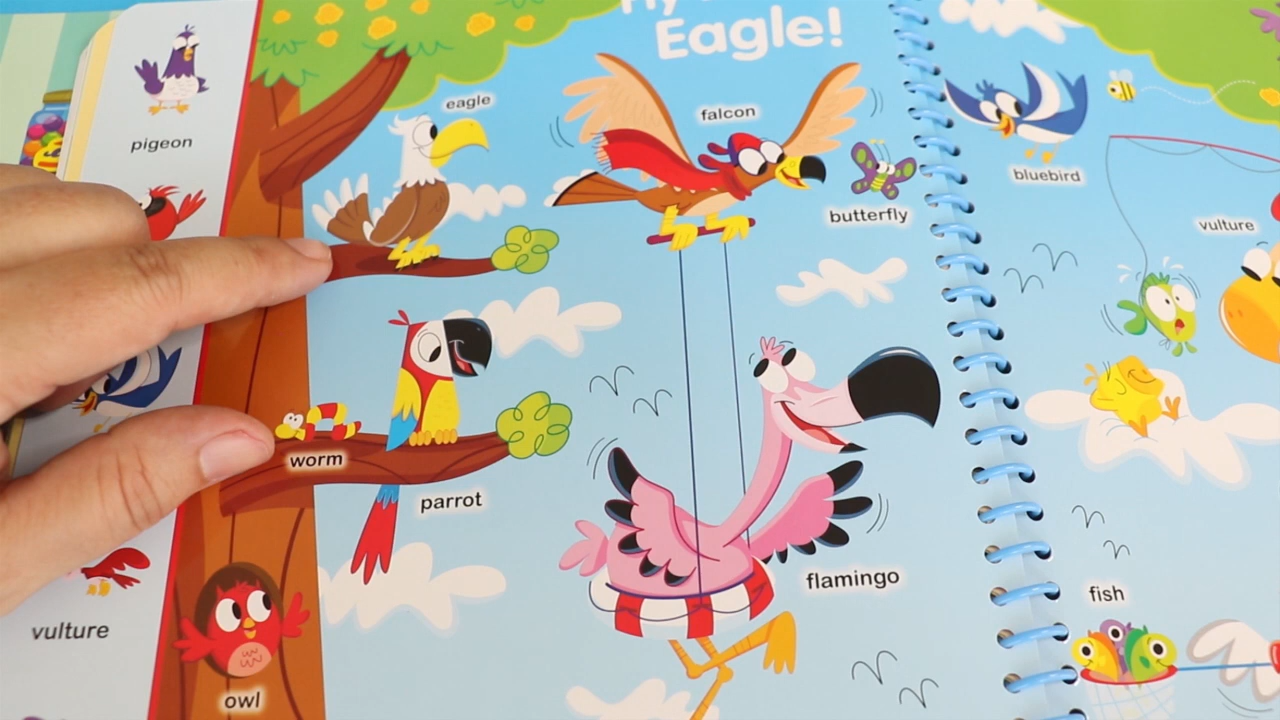 Eagle!
pigeon
eagle
falcon
butterfly
bluebird
vulture
worm
parrot
flamingo
fish
vulture
owl